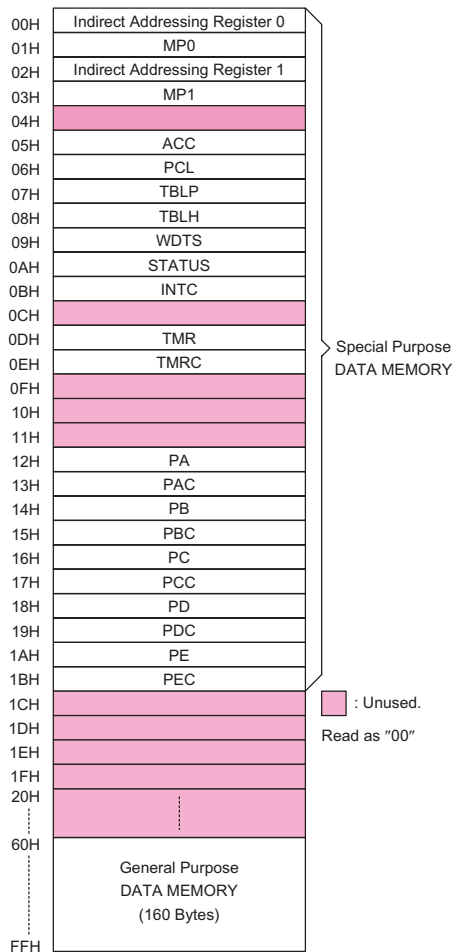 00H Indirect Addressing Register 0
01H MP0
02H Indirect Addressing Register 1
03H MP1
04H
05H ACC
06H PCL
07H TBLP
08H TBLH
09H WDTS
0AH STATUS
0BH INTC
0CH
0DH TMR
0EH TMRC
0FH
10H
11H
12H PA
13H PAC
14H PB
15H PBC
16H PC
17H PCC
18H PD
19H PDC
1AH PE
1BH PEC
1CH
1DH
1EH
1FH
20H
60H
General Purpose
DATA MEMORY
(160 Bytes)
FFH
Special Purpose
DATA MEMORY
: Unused.
Read as "00"